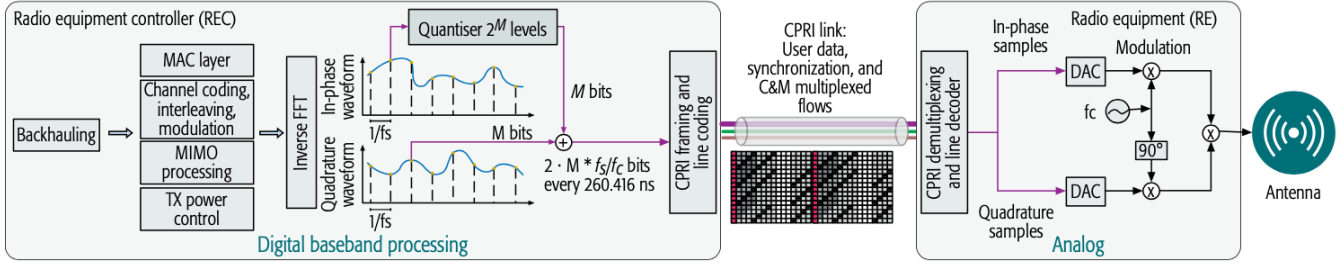 Radio equipment controller (REC)
Backhauling
MAC layer
Channel coding,
interleaving,
modulation
MIMO
processing
TX power
control
Inverse FFT
In-phase
waveform
1/fs
Quadrature
waveform
1/fs
Quantiser 2^M levels
M bits
M bits
+
2 · M * fs/fc bits
every 260.416 ns
Digital baseband processing
CPRI framing and
line coding
CPRI link:
User data,
synchronization, and
C&M multiplexed
flows
CPRI demultiplexing
and line decoder
Radio equipment (RE)
In-phase
samples
Modulation
DAC
X
fc
90°
X
DAC
X
Quadrature
samples
Analog
Antenna